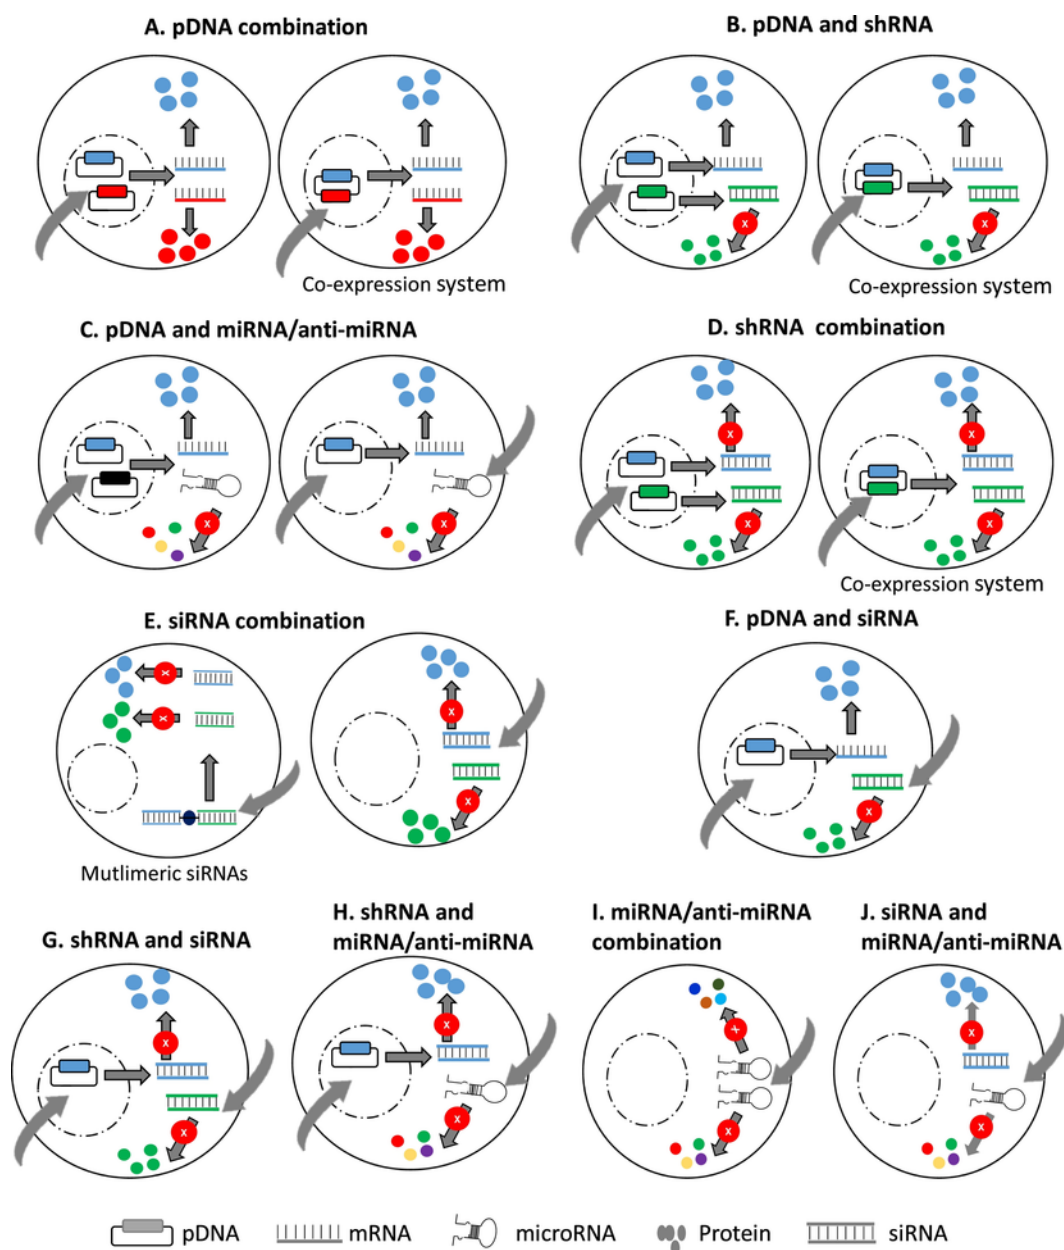 A. pDNA combination
B. pDNA and shRNA
Co-expression system
Co-expression system
C. pDNA and miRNA/anti-miRNA
D. shRNA combination
X
X
X
X
X
X
X
X
Co-expression system
E. siRNA combination
F. pDNA and siRNA
X
X
X
X
X
Mutlimeric siRNAs
G. shRNA and siRNA
H. shRNA and
miRNA/anti-miRNA
I. miRNA/anti-miRNA
combination
J. siRNA and
miRNA/anti-miRNA
X
X
X
X
X
X
X
X
pDNA
mRNA
microRNA
Protein
siRNA